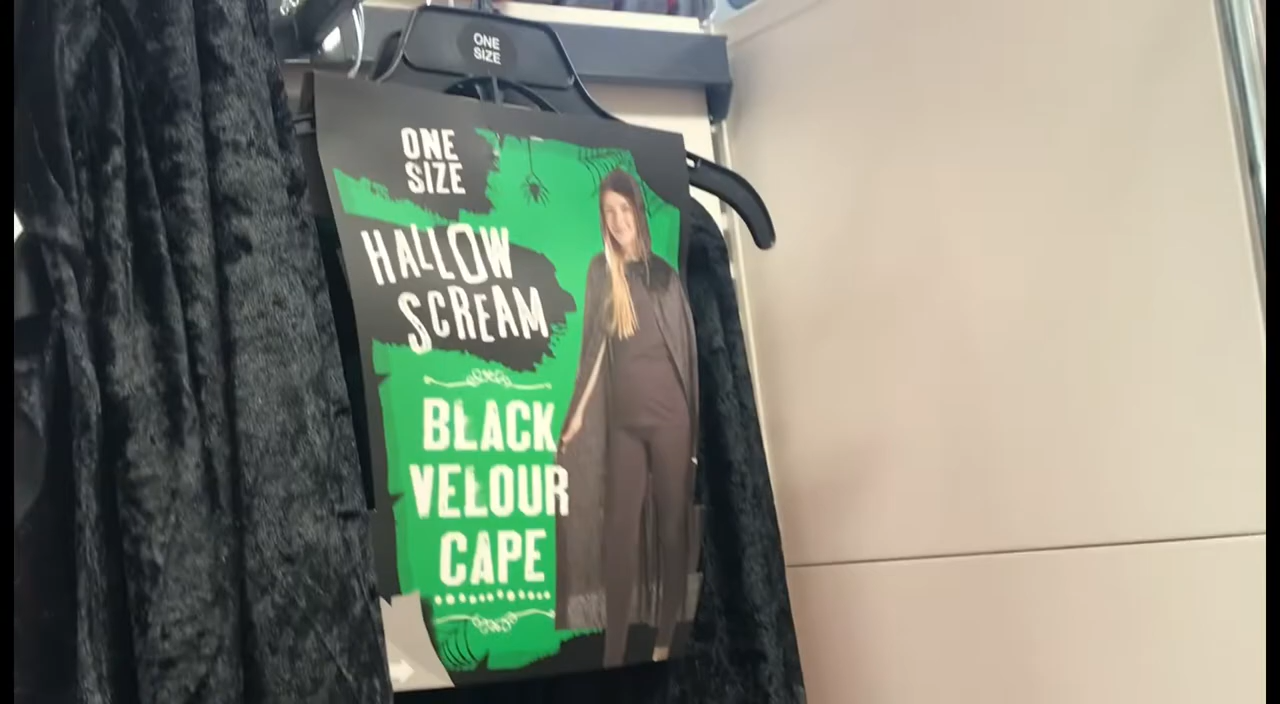 ONE
SIZE
ONE
SIZE
HALLOW
SCREAM
BLACK
VELOUR
CAPE